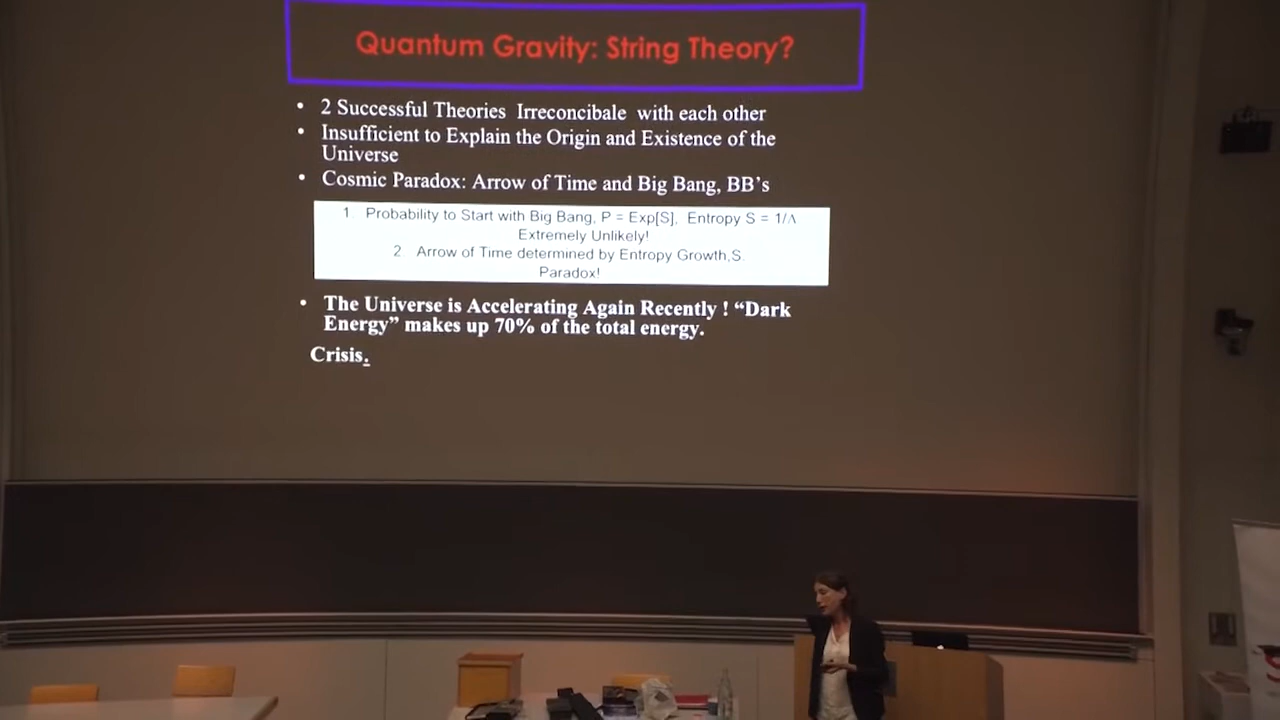 Quantum Gravity: String Theory?
• 2 Successful Theories Irreconcibale with each other
• Insufficient to Explain the Origin and Existence of the
Universe
• Cosmic Paradox: Arrow of Time and Big Bang, BB's
1. Probability to Start with Big Bang, P = Exp[S], Entropy S = 1/Λ
Extremely Unlikely!
2. Arrow of Time determined by Entropy Growth,S.
Paradox!
• The Universe is Accelerating Again Recently ! “Dark
Energy” makes up 70% of the total energy.
Crisis.